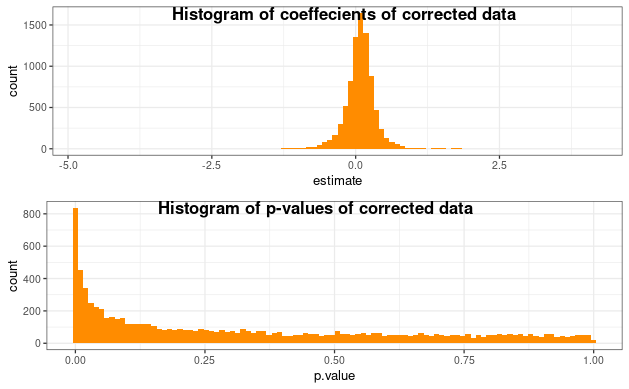 Histogram of coeffecients of corrected data
1500
1000
500
0
count
-5.0 -2.5 0.0 2.5
estimate
Histogram of p-values of corrected data
800
600
400
200
0
count
0.00 0.25 0.50 0.75 1.00
p.value